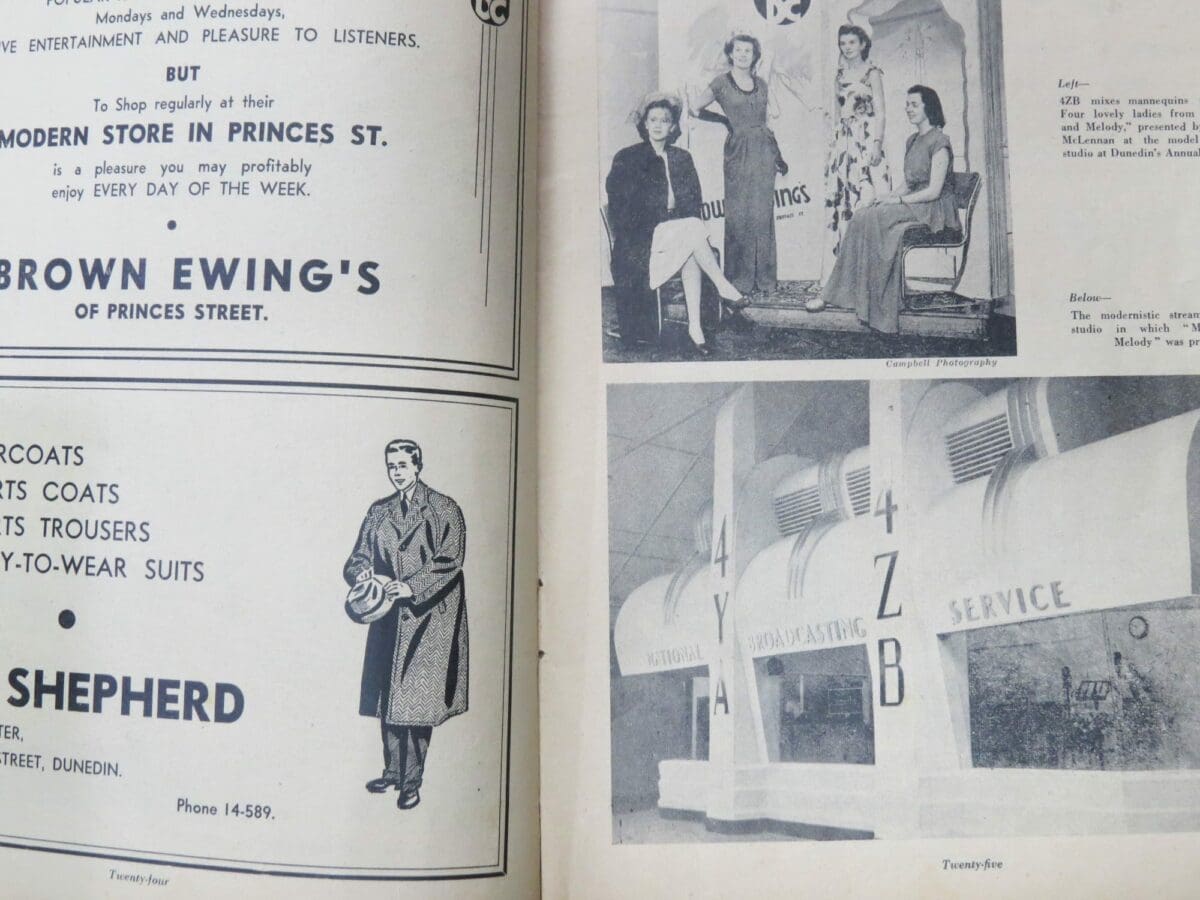 Mondays and Wednesdays,
ENTERTAINMENT AND PLEASURE TO LISTENERS.
BUT
To Shop regularly at their
MODERN STORE IN PRINCES ST.
is a pleasure you may profitably
enjoy EVERY DAY OF THE WEEK.
BROWN EWING'S
OF PRINCES STREET.
RCOATS
RTS COATS
RTS TROUSERS
Y-TO-WEAR SUITS
SHEPHERD
TER,
STREET, DUNEDIN.
Phone 14-589.
Twenty-four
DC
EWING'S
Left—
4ZB mixes mannequins
Four lovely ladies from
and Melody," presented by
McLennan at the model
studio at Dunedin's Annual
Below—
The modernistic stream
studio in which "M
Melody" was pr
Campbell Photography
4YA
4ZB
NATIONAL BROADCASTING SERVICE
Twenty-five